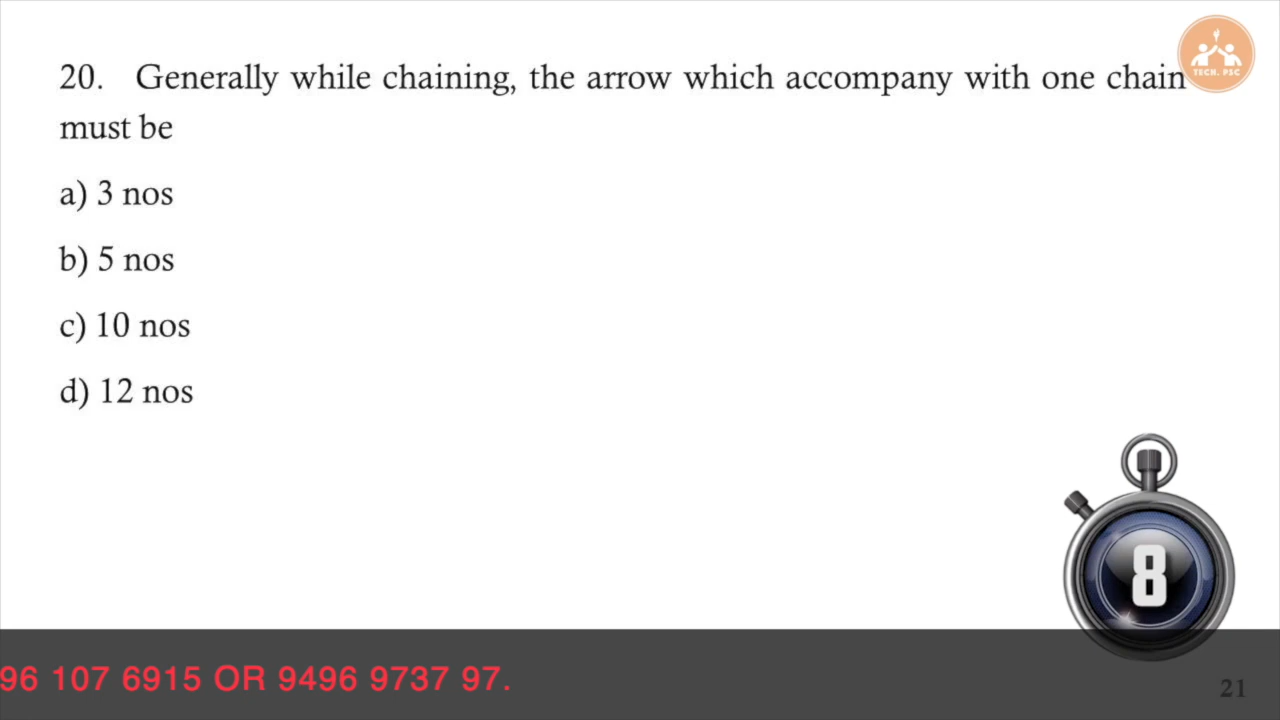 20. Generally while chaining, the arrow which accompany with one chain
must be
a) 3 nos
b) 5 nos
c) 10 nos
d) 12 nos
TECH. PSC
8
96 107 6915 OR 9496 9737 97.
21